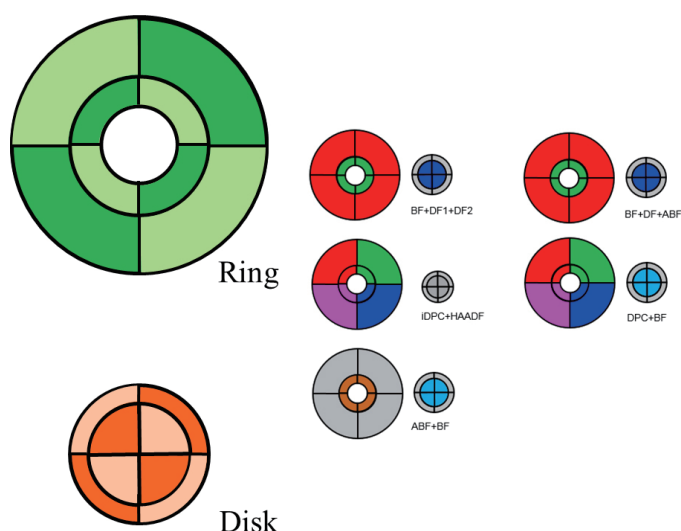 Ring
BF+DF1+DF2
BF+DF+ABF
iDPC+HAADF
DPC+BF
ABF+BF
Disk